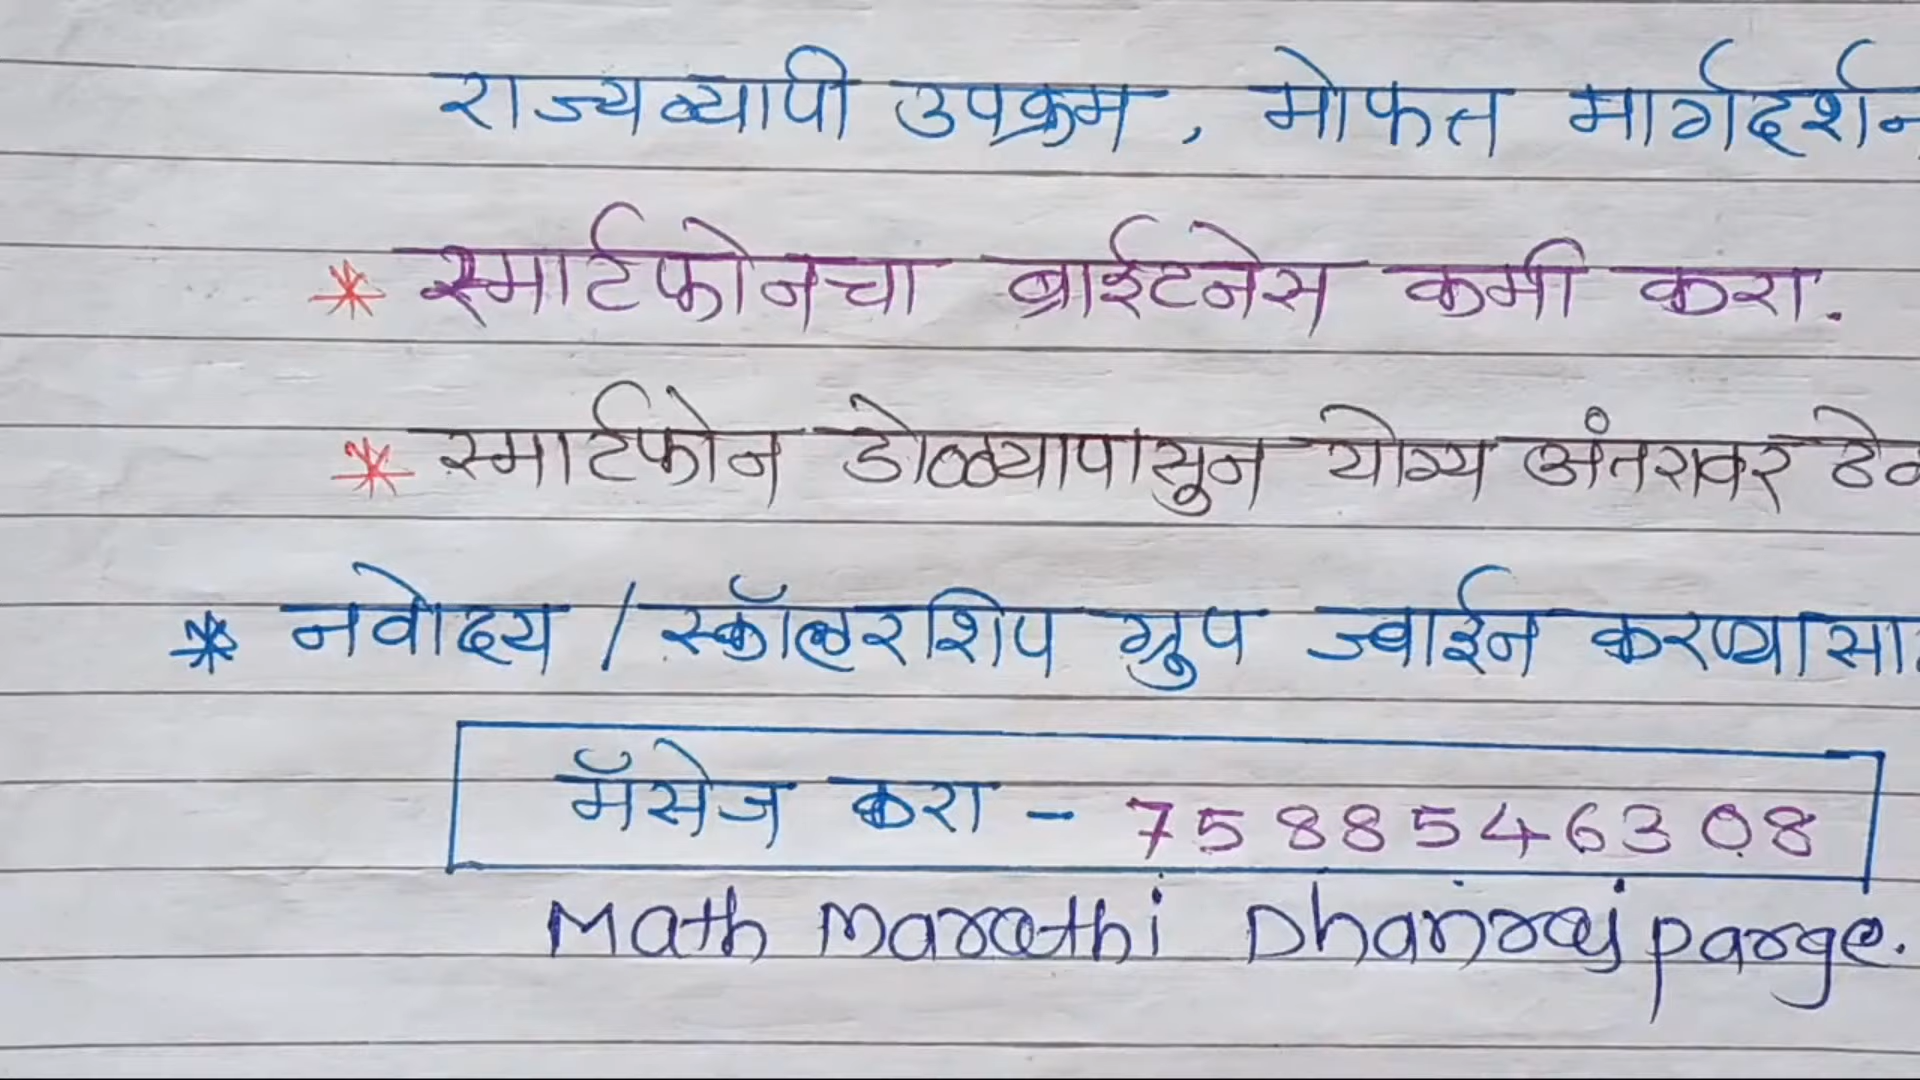 राज्यव्यापी उपक्रम, मोफत मार्गदर्शन
* स्मार्टफोनचा ब्राईटनेस कमी करा.
* स्मार्टफोन डोळ्यापासून योग्य अंतरावर
* नवोदय / स्कॉलरशिप ग्रुप ज्वाईन
मॅसेज करा - 7588546308
Math Marathi Dhanraj parge.